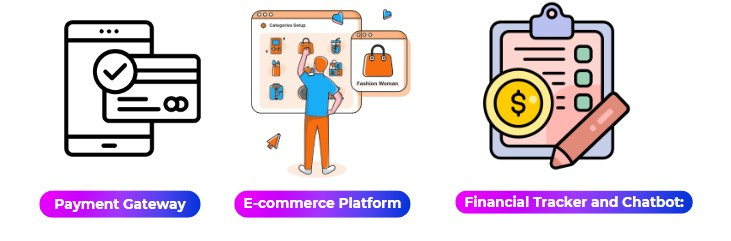 Categories Setup
Fashion Woman
$
Payment Gateway
E-commerce Platform
Financial Tracker and Chatbot: